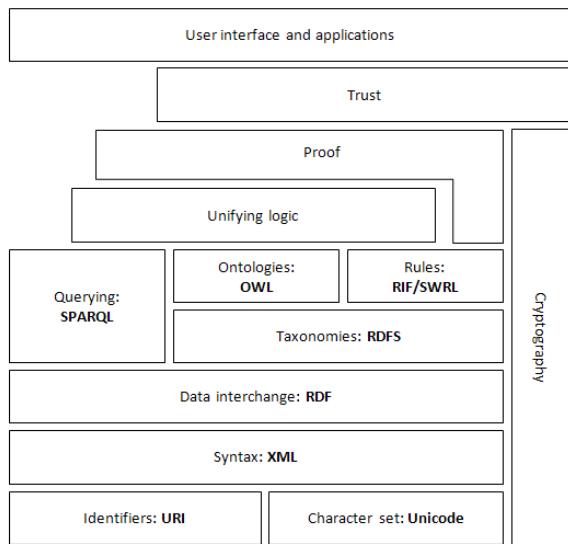 User interface and applications
Trust
Proof
Unifying logic
Ontologies:
OWL
Rules:
RIF/SWRL
Querying:
SPARQL
Taxonomies: RDFS
Cryptography
Data interchange: RDF
Syntax: XML
Identifiers: URI
Character set: Unicode